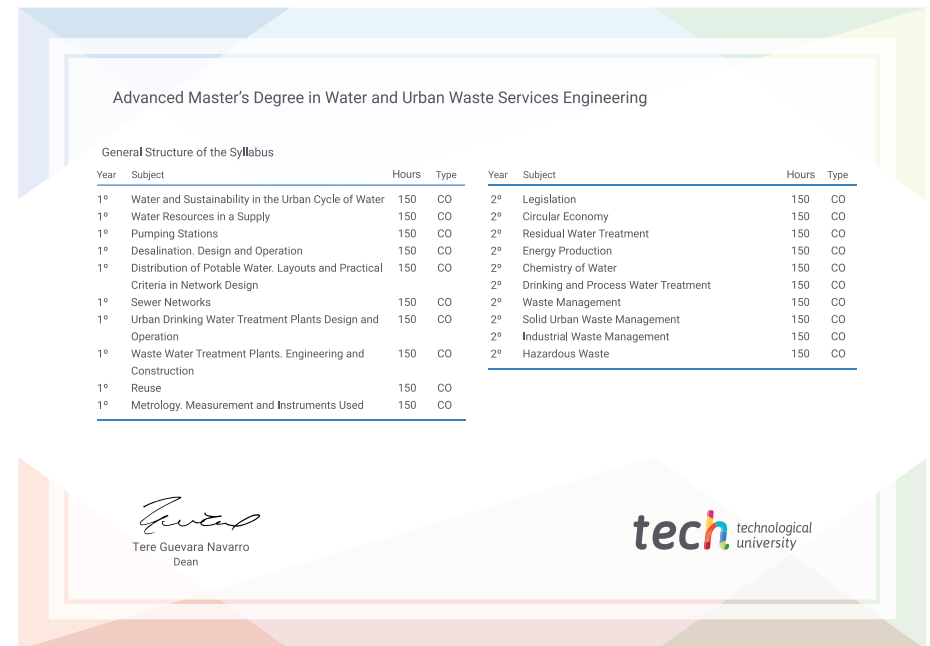 Advanced Master's Degree in Water and Urban Waste Services Engineering
General Structure of the Syllabus
Year Subject Hours Type
1º Water and Sustainability in the Urban Cycle of Water 150 CO
1º Water Resources in a Supply 150 CO
1º Pumping Stations 150 CO
1º Desalination. Design and Operation 150 CO
1º Distribution of Potable Water. Layouts and Practical 150 CO
Criteria in Network Design
1º Sewer Networks 150 CO
1º Urban Drinking Water Treatment Plants Design and 150 CO
Operation
1º Waste Water Treatment Plants. Engineering and 150 CO
Construction
1º Reuse 150 CO
1º Metrology. Measurement and Instruments Used 150 CO
Year Subject Hours Type
2º Legislation 150 CO
2º Circular Economy 150 CO
2º Residual Water Treatment 150 CO
2º Energy Production 150 CO
2º Chemistry of Water 150 CO
2º Drinking and Process Water Treatment 150 CO
2º Waste Management 150 CO
2º Solid Urban Waste Management 150 CO
2º Industrial Waste Management 150 CO
2º Hazardous Waste 150 CO
Tere Guevara Navarro
Dean
tech technological
university